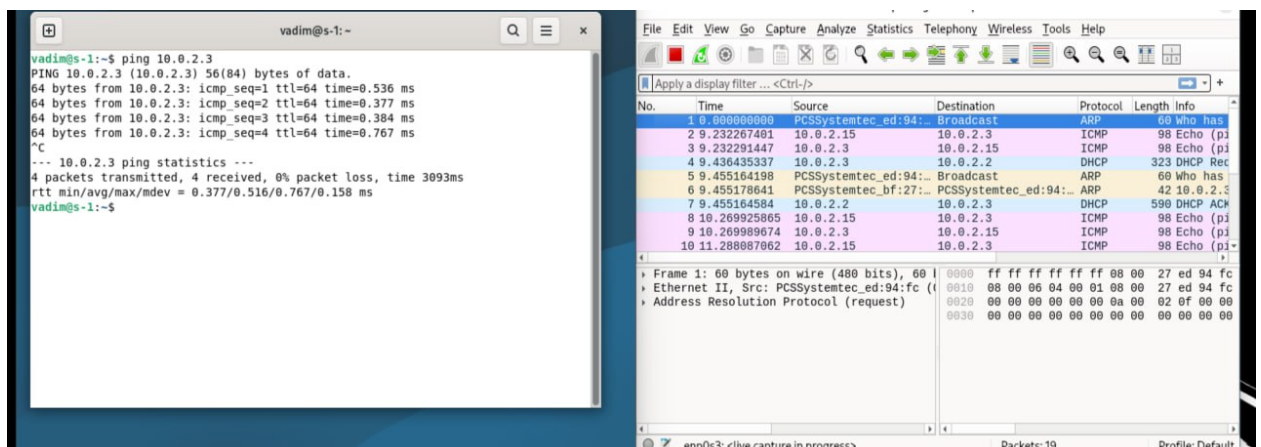 vadim@s-1: ~
vadim@s-1:~$ ping 10.0.2.3
PING 10.0.2.3 (10.0.2.3) 56(84) bytes of data.
64 bytes from 10.0.2.3: icmp_seq=1 ttl=64 time=0.536 ms
64 bytes from 10.0.2.3: icmp_seq=2 ttl=64 time=0.377 ms
64 bytes from 10.0.2.3: icmp_seq=3 ttl=64 time=0.384 ms
64 bytes from 10.0.2.3: icmp_seq=4 ttl=64 time=0.767 ms
^C
--- 10.0.2.3 ping statistics ---
4 packets transmitted, 4 received, 0% packet loss, time 3093ms
rtt min/avg/max/mdev = 0.377/0.516/0.767/0.158 ms
vadim@s-1:~$
File Edit View Go Capture Analyze Statistics Telephony Wireless Tools Help
Apply a display filter ... <Ctrl-/>
No. Time Source Destination Protocol Length Info
1 0.000000000 PCSSystemtec_ed:94:… Broadcast ARP 60 Who has
2 9.232267401 10.0.2.15 10.0.2.3 ICMP 98 Echo (pi
3 9.232291447 10.0.2.3 10.0.2.15 ICMP 98 Echo (pi
4 9.436435337 10.0.2.3 10.0.2.2 DHCP 323 DHCP Rec
5 9.455164198 PCSSystemtec_ed:94:… Broadcast ARP 60 Who has
6 9.455178641 PCSSystemtec_bf:27:… PCSSystemtec_ed:94:… ARP 42 10.0.2.3
7 9.455164584 10.0.2.2 10.0.2.3 DHCP 590 DHCP ACK
8 10.269925865 10.0.2.15 10.0.2.3 ICMP 98 Echo (pi
9 10.269989674 10.0.2.3 10.0.2.15 ICMP 98 Echo (pi
10 11.288087062 10.0.2.15 10.0.2.3 ICMP 98 Echo (pi
Frame 1: 60 bytes on wire (480 bits), 60
Ethernet II, Src: PCSSystemtec_ed:94:fc (
Address Resolution Protocol (request)
0000 ff ff ff ff ff ff 08 00 27 ed 94 fc
0010 08 00 06 04 00 01 08 00 27 ed 94 fc
0020 00 00 00 00 00 00 0a 00 02 0f 00 00
0030 00 00 00 00 00 00 00 00 00 00 00 00
enp0s3: <live capture in progress>
Packets: 19
Profile: Default